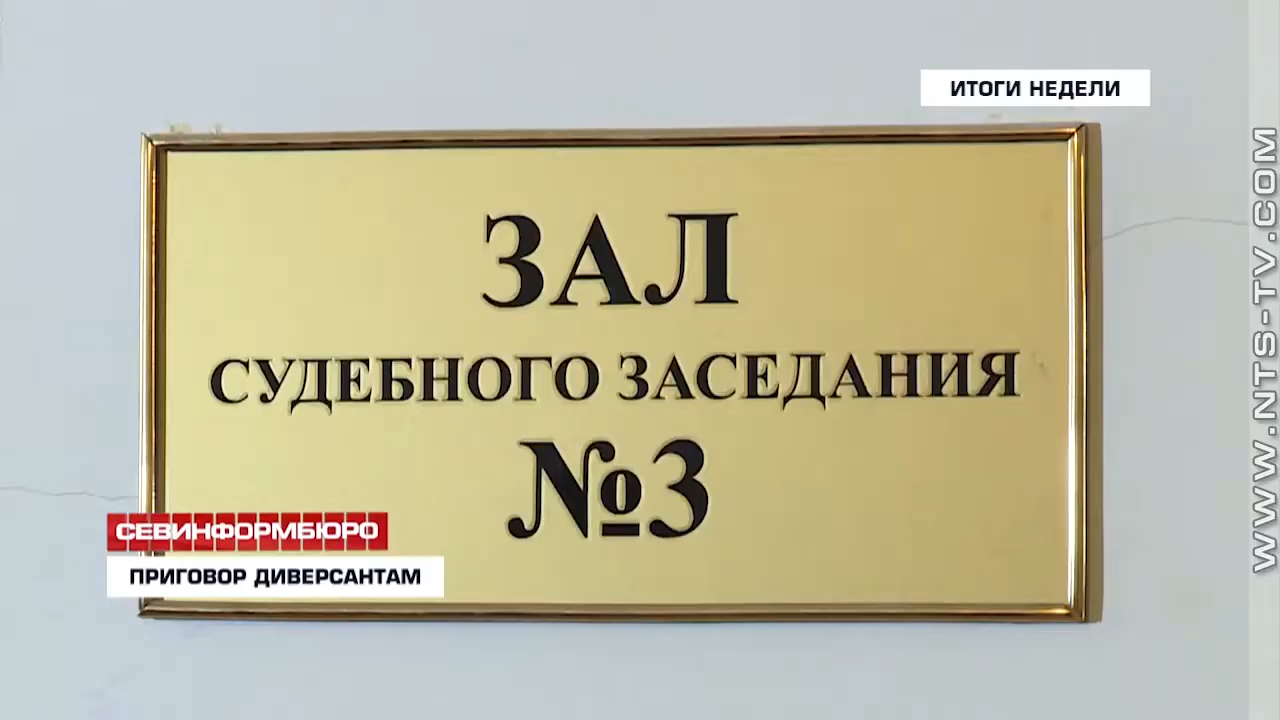 ИТОГИ НЕДЕЛИ
ЗАЛ
СУДЕБНОГО ЗАСЕДАНИЯ
№3
СЕВИНФОРМБЮРО
ПРИГОВОР ДИВЕРСАНТАМ
WWW.NTS-TV.COM